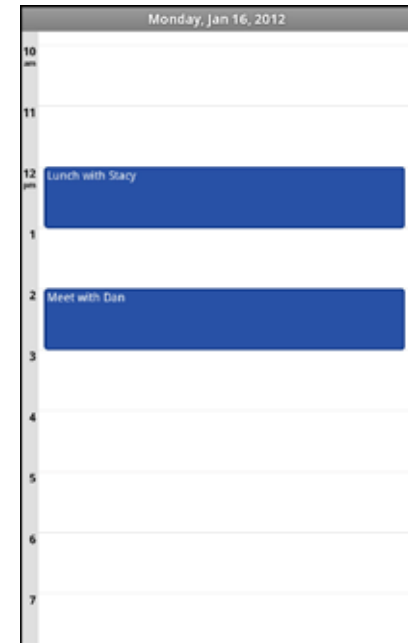 Monday, Jan 16, 2012
10
am
11
12
pm
Lunch with Stacy
1
2
Meet with Dan
3
4
5
6
7